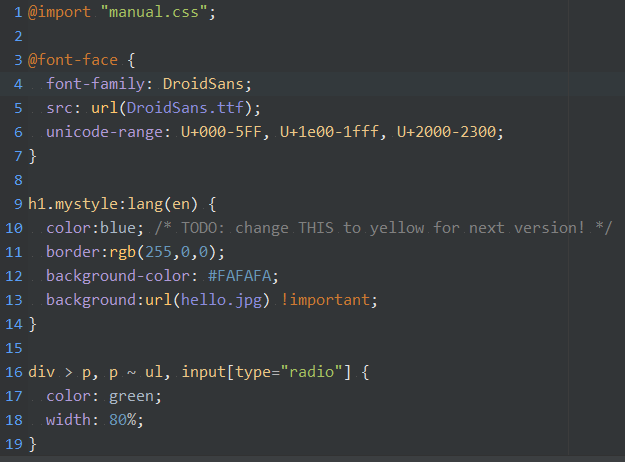 1 @import "manual.css";
2
3 @font-face {
4   font-family: DroidSans;
5   src: url(DroidSans.ttf);
6   unicode-range: U+000-5FF, U+1e00-1fff, U+2000-2300;
7 }
8
9 h1.mystyle:lang(en) {
10   color:blue; /* TODO: change THIS to yellow for next version! */
11   border:rgb(255,0,0);
12   background-color: #FAFAFA;
13   background:url(hello.jpg) !important;
14 }
15
16 div > p, p ~ ul, input[type="radio"] {
17   color: green;
18   width: 80%;
19 }